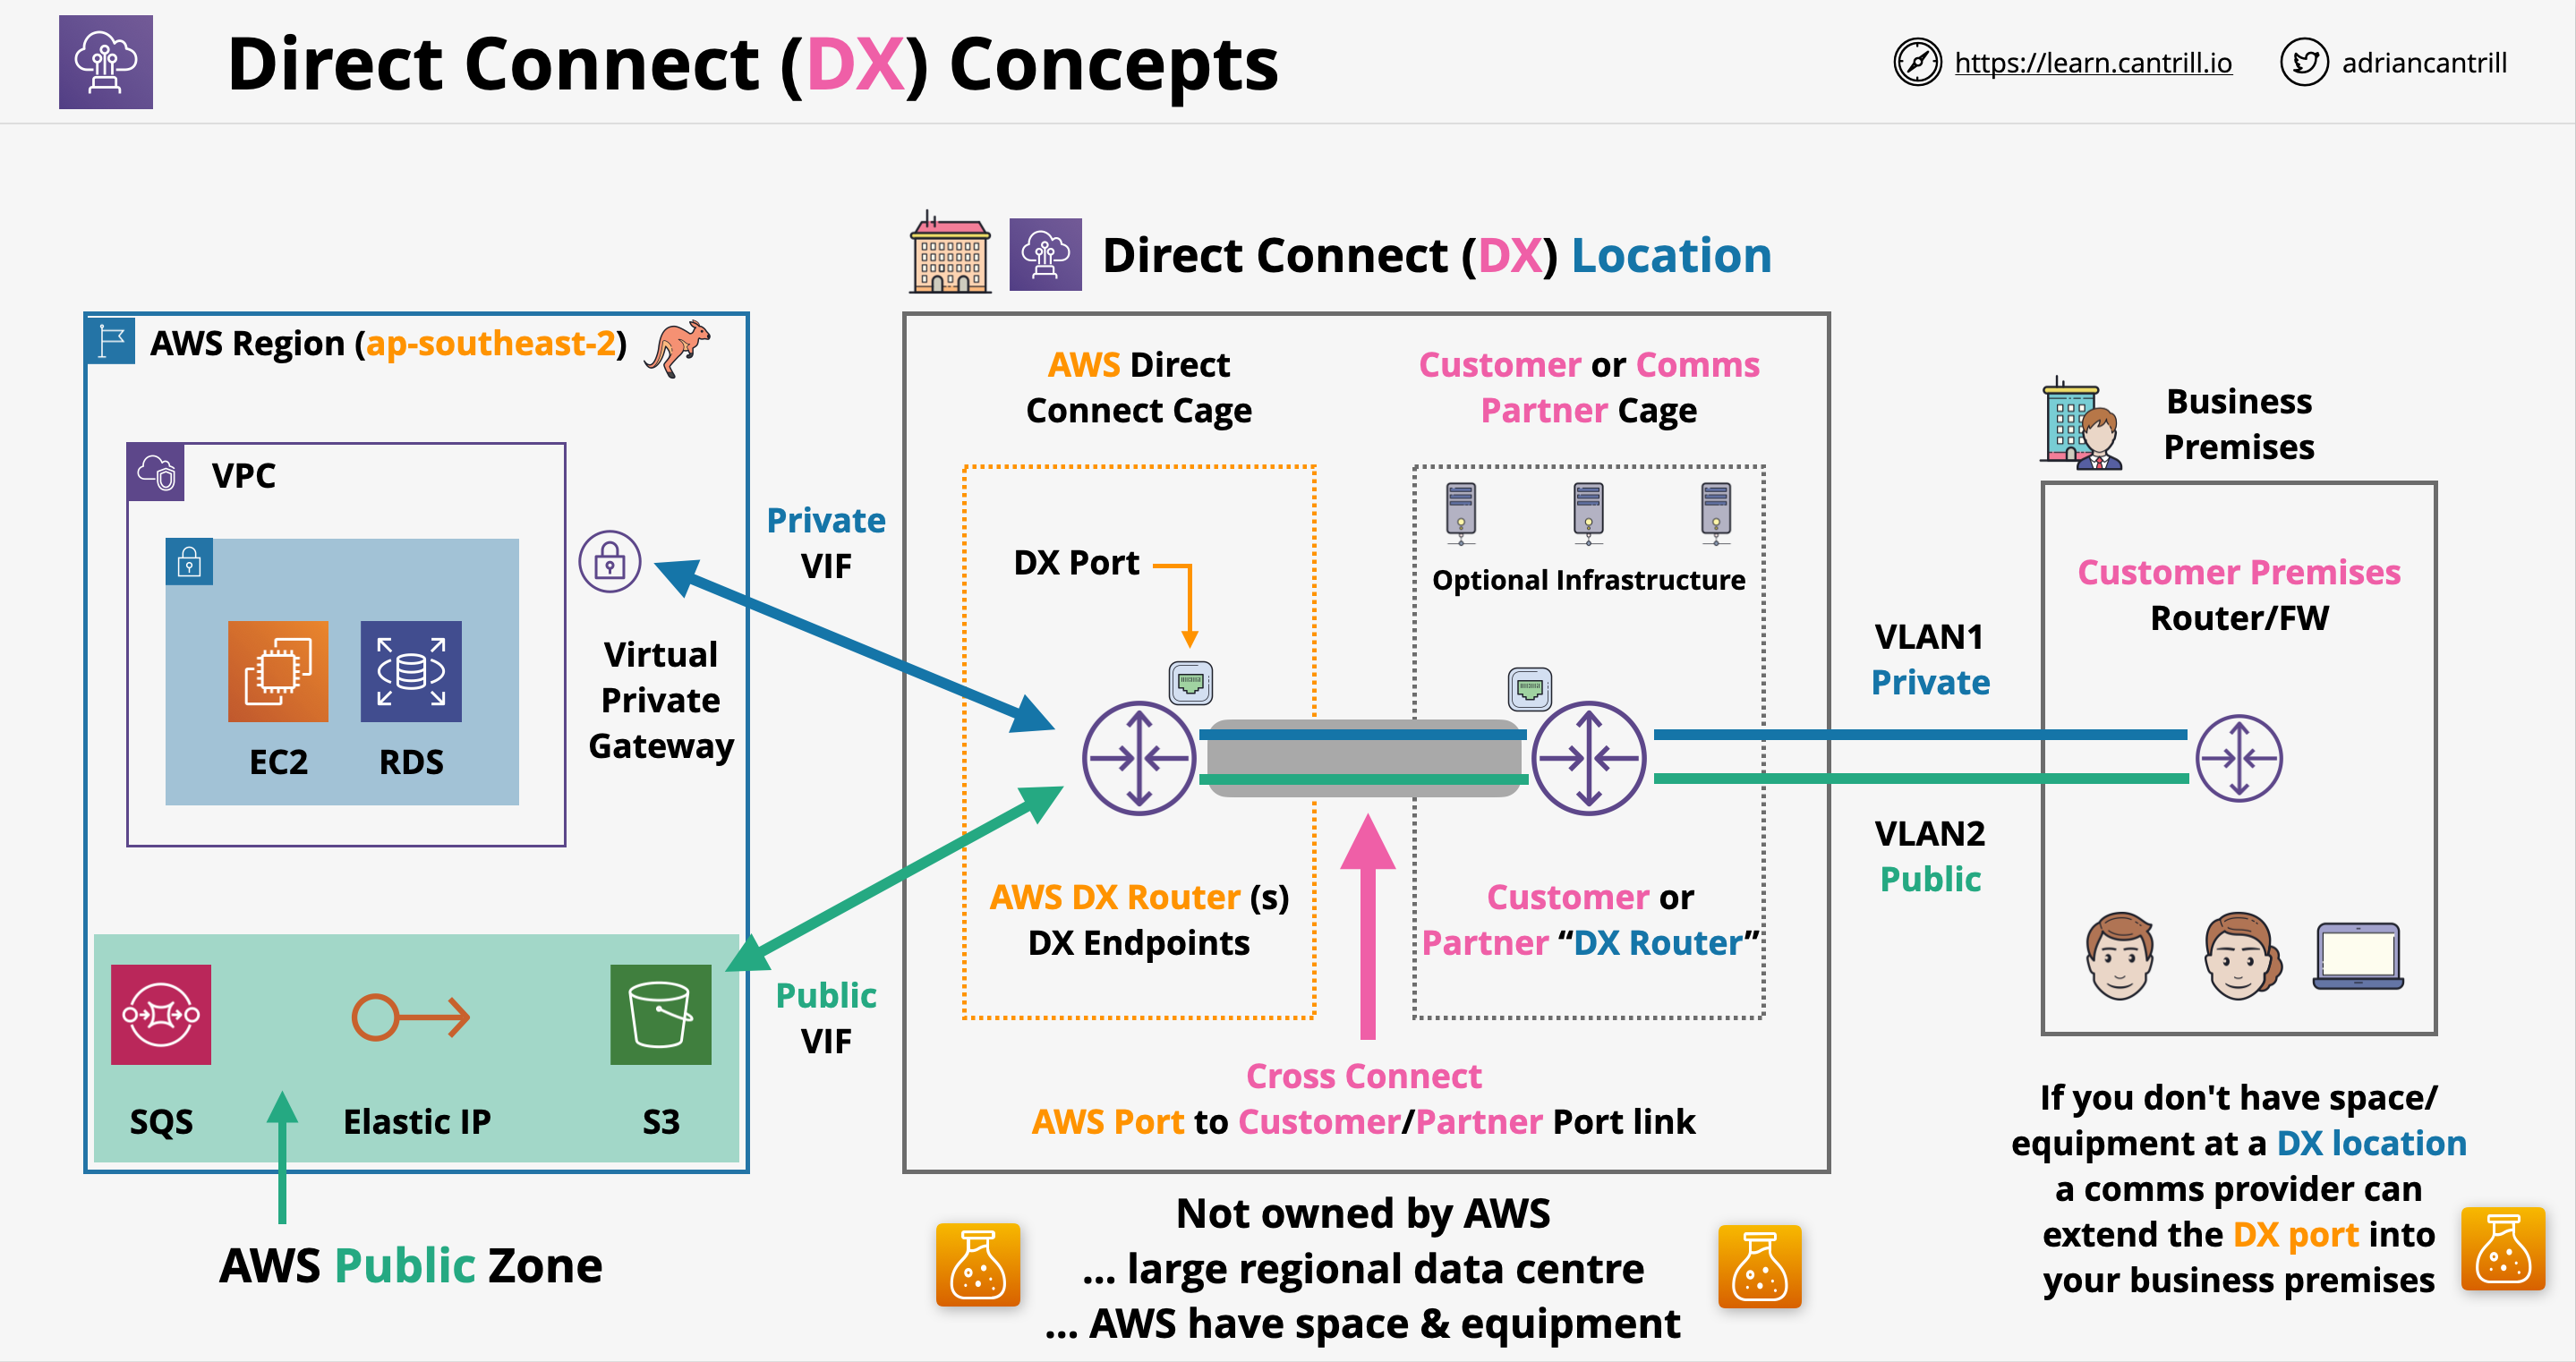 Direct Connect (DX) Concepts
https://learn.cantrill.io
adriancantrill
Direct Connect (DX) Location
AWS Region (ap-southeast-2)
VPC
EC2
RDS
Virtual
Private
Gateway
Private
VIF
Public
VIF
SQS
Elastic IP
S3
AWS Public Zone
AWS Direct
Connect Cage
DX Port
AWS DX Router (s)
DX Endpoints
Customer or Comms
Partner Cage
Optional Infrastructure
Customer or
Partner “DX Router”
Cross Connect
AWS Port to Customer/Partner Port link
Not owned by AWS
... large regional data centre
... AWS have space & equipment
VLAN1
Private
VLAN2
Public
Business
Premises
Customer Premises
Router/FW
If you don't have space/
equipment at a DX location
a comms provider can
extend the DX port into
your business premises